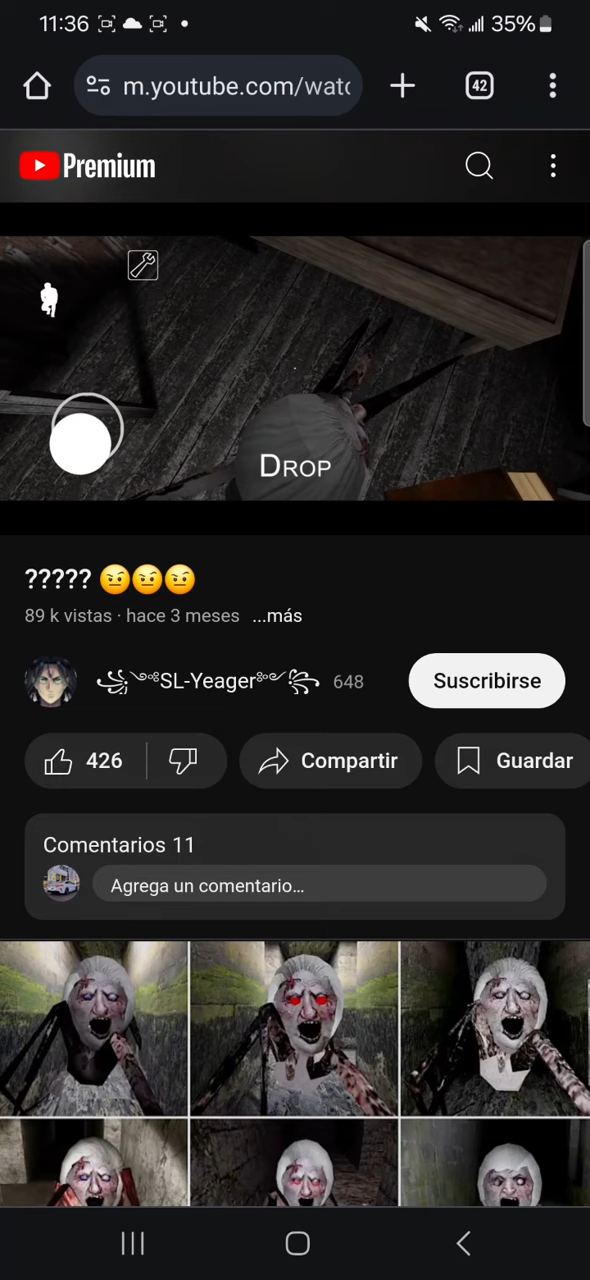 11:36
35%
m.youtube.com/watc
42
Premium
DROP
????? 🤨🤨🤨
89 k vistas · hace 3 meses ...más
꧁༺SL-Yeager༻꧂ 648
Suscribirse
426
Compartir
Guardar
Comentarios 11
Agrega un comentario...